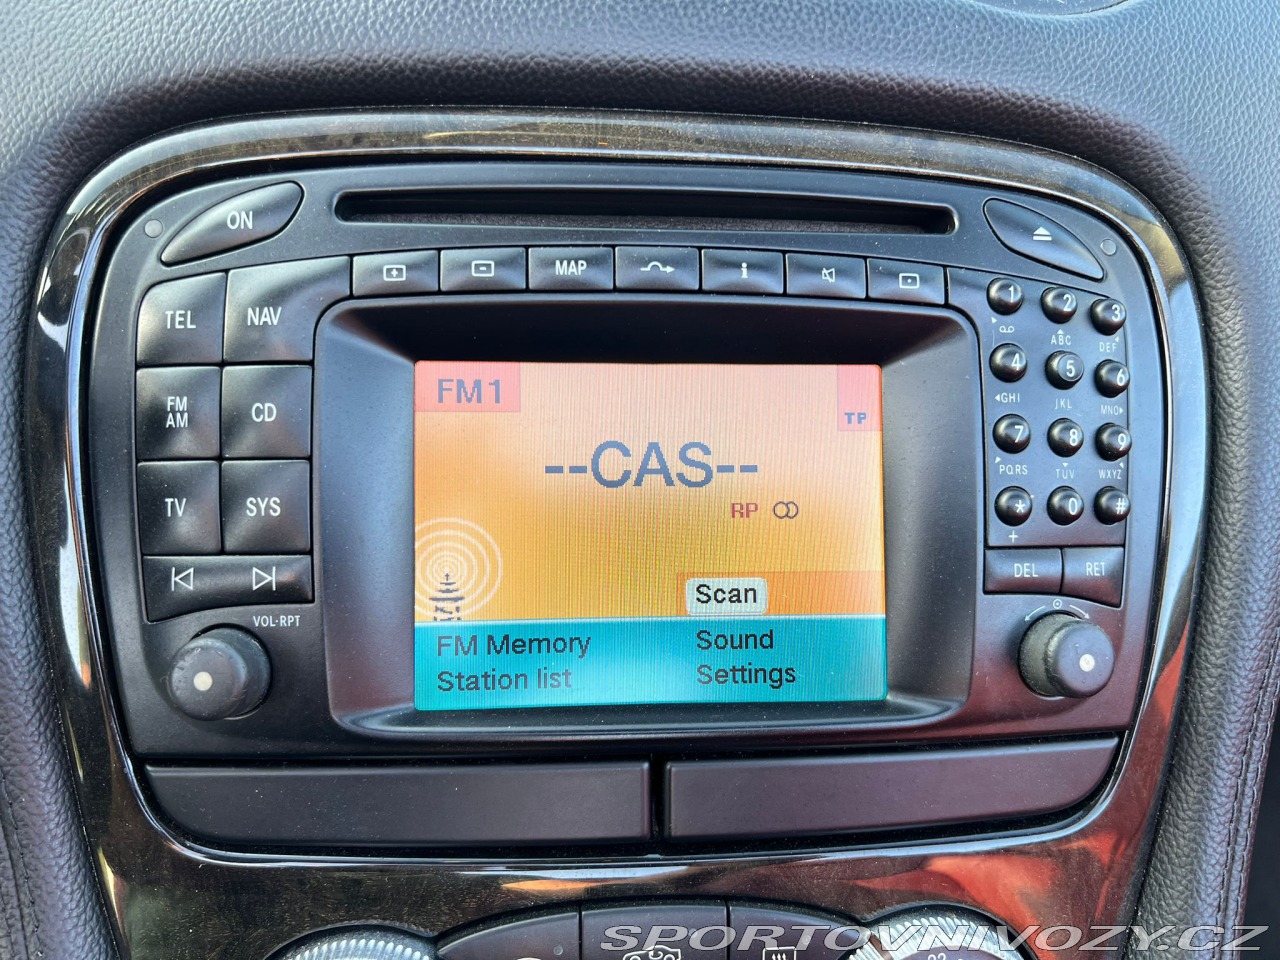 ON
MAP
i
TEL
NAV
FM
AM
CD
TV
SYS
VOL-RPT
FM1
TP
--CAS--
RP
Scan
FM Memory
Sound
Station list
Settings
1
2
3
ABC
DEF
4
5
6
GHI
JKL
MNO
7
8
9
PQRS
TUV
WXYZ
*
0
#
+
DEL
RET
SPORTOVNIVOZY.CZ